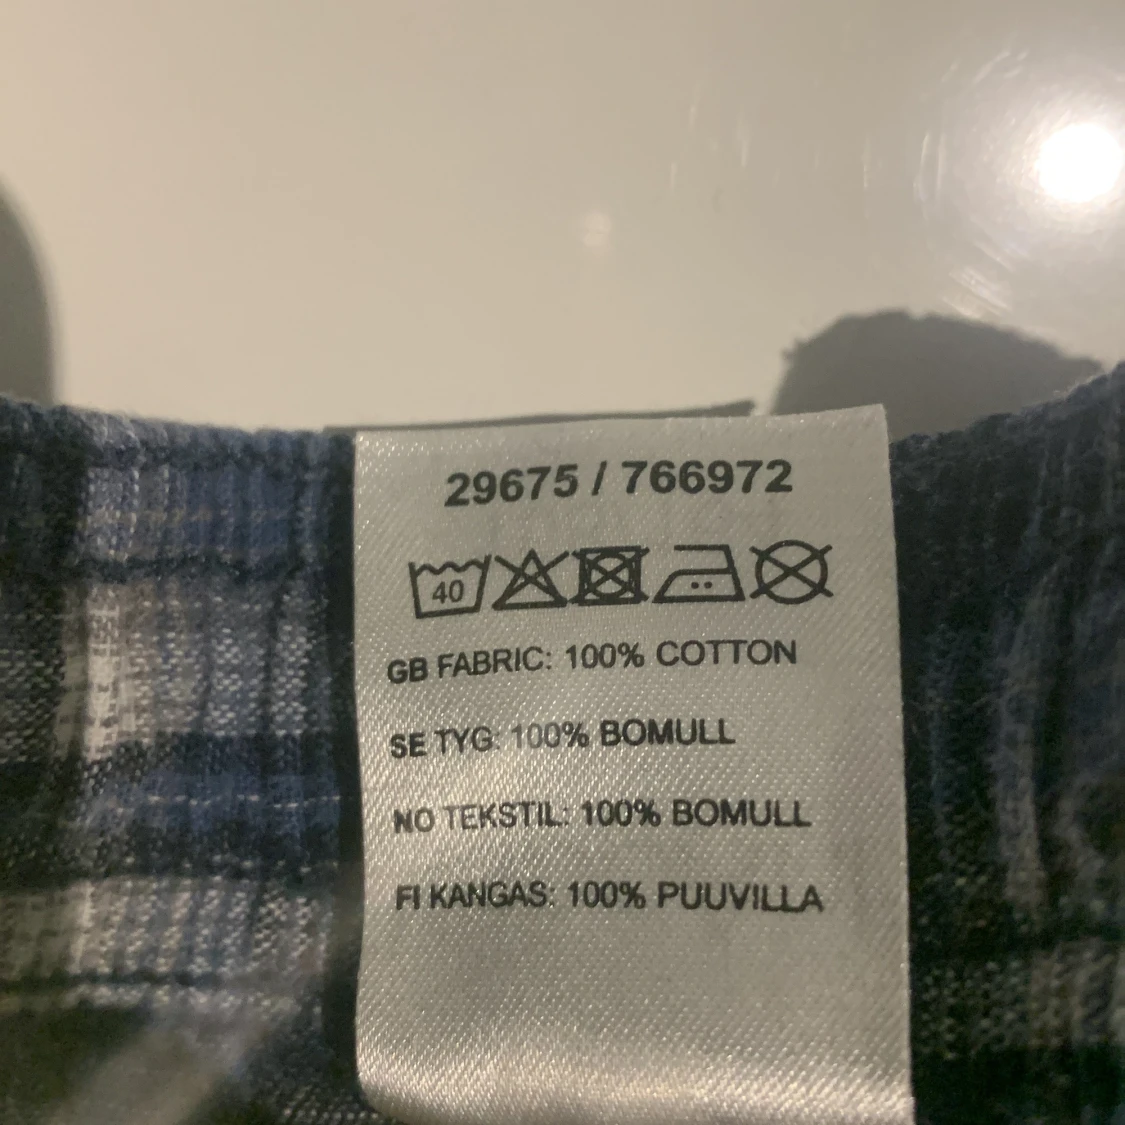 29675 / 766972
40
GB FABRIC: 100% COTTON
SE TYG: 100% BOMULL
NO TEKSTIL: 100% BOMULL
FI KANGAS: 100% PUUVILLA